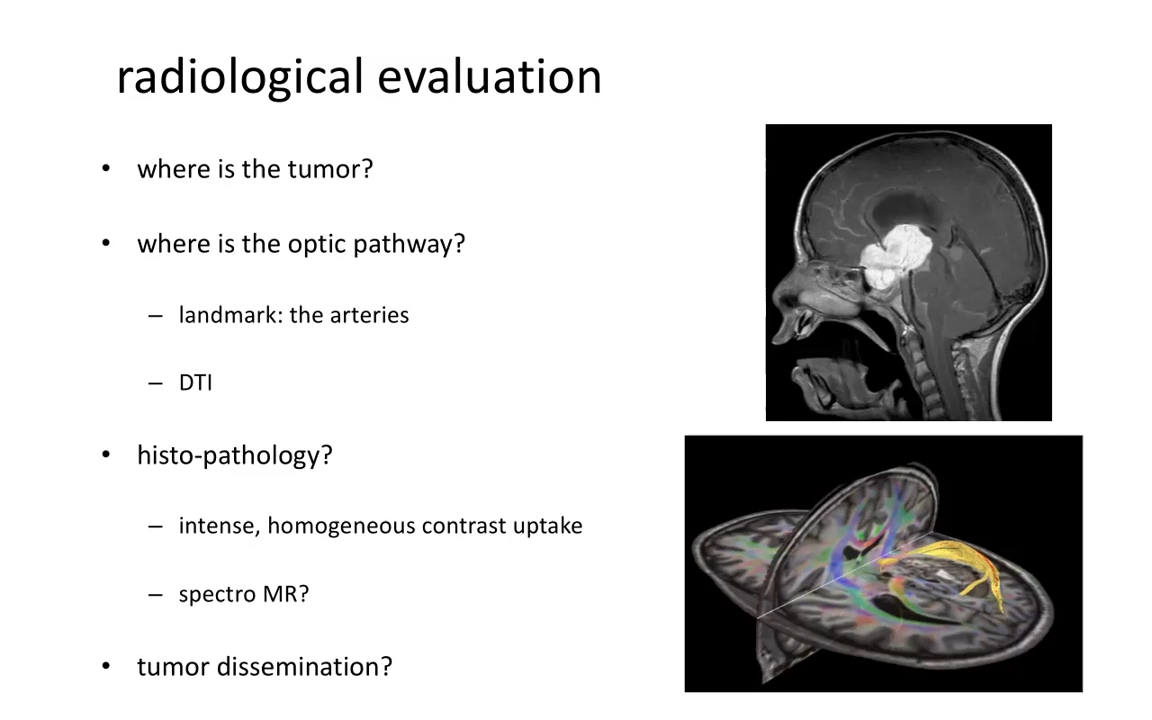 radiological evaluation
• where is the tumor?
• where is the optic pathway?
– landmark: the arteries
– DTI
• histo-pathology?
– intense, homogeneous contrast uptake
– spectro MR?
• tumor dissemination?